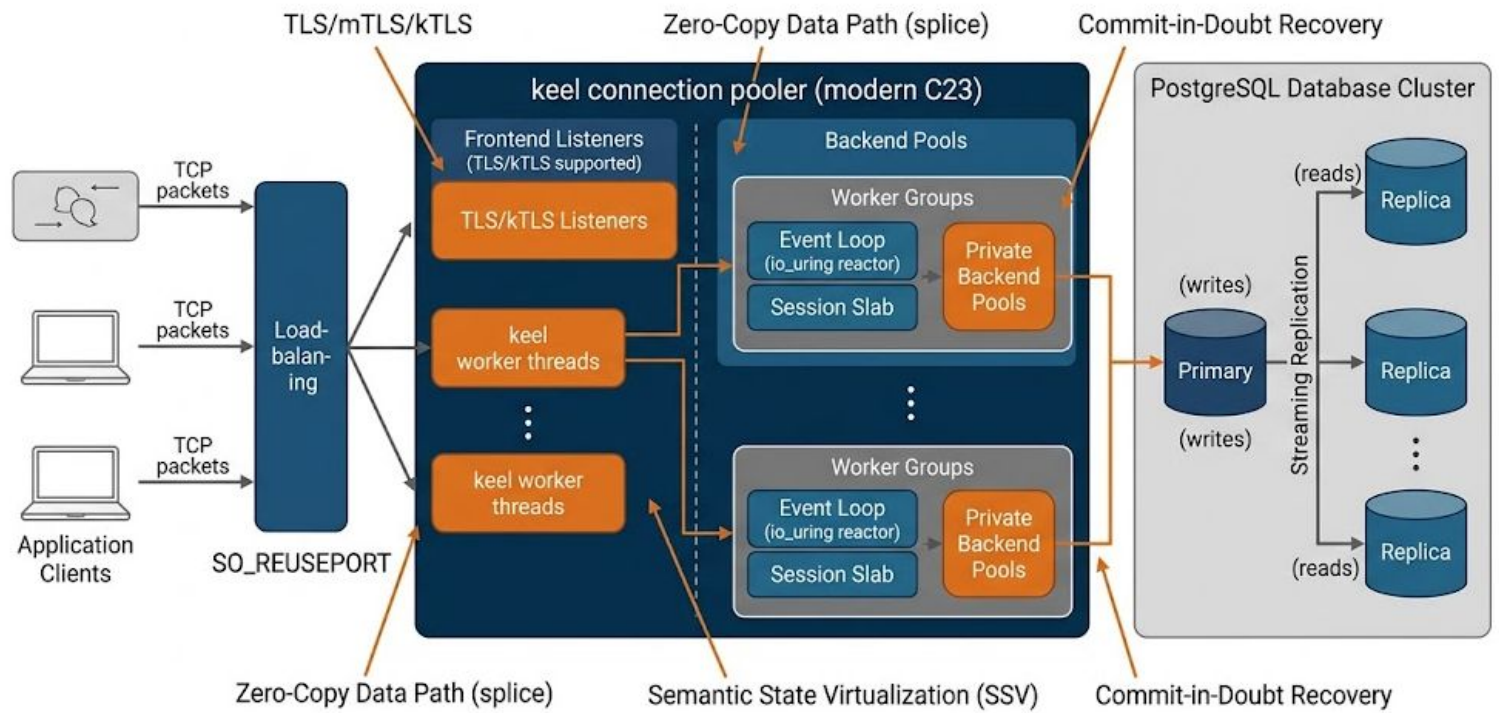 TLS/mTLS/kTLS
Zero-Copy Data Path (splice)
Commit-in-Doubt Recovery
keel connection pooler (modern C23)
PostgreSQL Database Cluster
Frontend Listeners
(TLS/kTLS supported)
TLS/kTLS Listeners
Backend Pools
Worker Groups
Event Loop
(io_uring reactor)
Session Slab
Private
Backend
Pools
TCP
packets
TCP
packets
TCP
packets
Application
Clients
Load-
balan-
ing
SO_REUSEPORT
keel
worker threads
keel worker
threads
Worker Groups
Event Loop
(io_uring reactor)
Session Slab
Private
Backend
Pools
(writes)
Primary
(writes)
Streaming Replication
(reads)
Replica
Replica
(reads)
Replica
Zero-Copy Data Path (splice)
Semantic State Virtualization (SSV)
Commit-in-Doubt Recovery